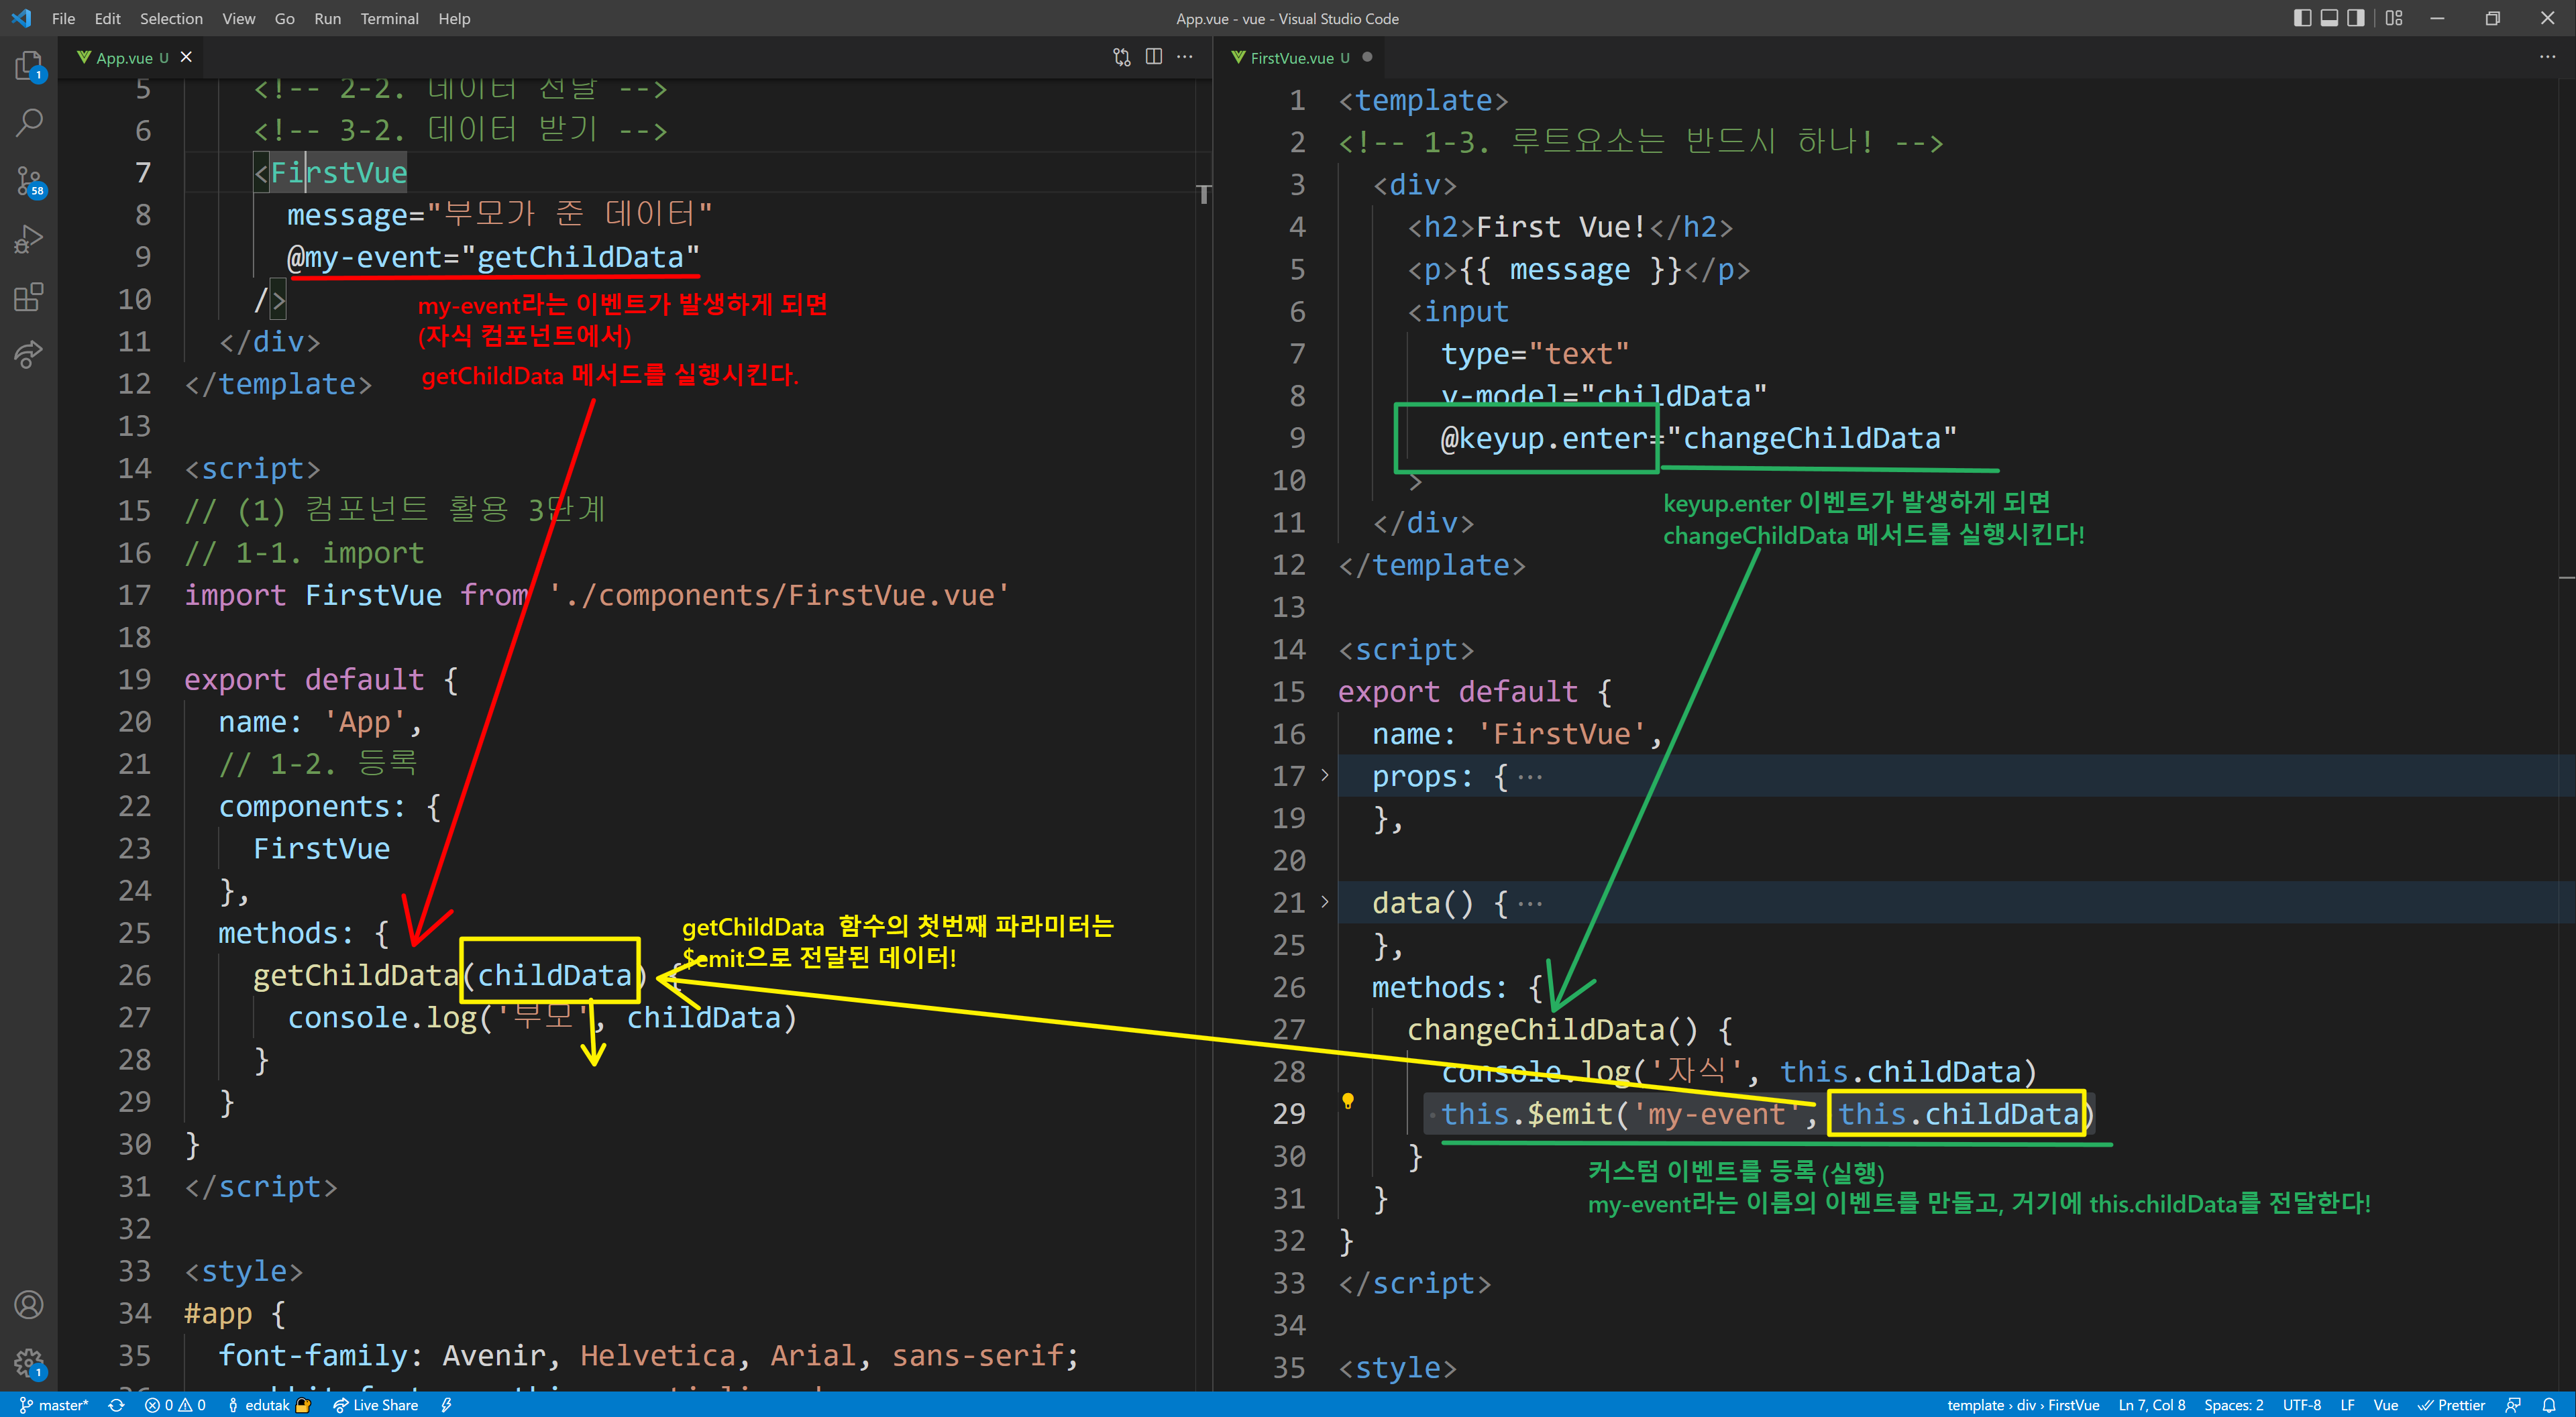 File Edit Selection View Go Run Terminal Help
App.vue - vue - Visual Studio Code
App.vue U
5 <!-- 2-2. 데이터 전달 -->
6 <!-- 3-2. 데이터 받기 -->
7 <FirstVue
8 message="부모가 준 데이터"
9 @my-event="getChildData"
10 />
my-event라는 이벤트가 발생하게 되면
(자식 컴포넌트에서)
getChildData 메서드를 실행시킨다.
11 </div>
12 </template>
13
14 <script>
15 // (1) 컴포넌트 활용 3단계
16 // 1-1. import
17 import FirstVue from './components/FirstVue.vue'
18
19 export default {
20 name: 'App',
21 // 1-2. 등록
22 components: {
23 FirstVue
24 },
25 methods: {
getChildData 함수의 첫번째 파라미터는
$emit으로 전달된 데이터!
26 getChildData(childData) {
27 console.log('부모', childData)
28 }
29 }
30 }
31 </script>
32
33 <style>
34 #app {
35 font-family: Avenir, Helvetica, Arial, sans-serif;
FirstVue.vue U
1 <template>
2 <!-- 1-3. 루트요소는 반드시 하나! -->
3 <div>
4 <h2>First Vue!</h2>
5 <p>{{ message }}</p>
6 <input
7 type="text"
8 v-model="childData"
9 @keyup.enter="changeChildData"
10 >
keyup.enter 이벤트가 발생하게 되면
changeChildData 메서드를 실행시킨다!
11 </div>
12 </template>
13
14 <script>
15 export default {
16 name: 'FirstVue',
17 props: {···
19 },
20
21 data() {···
25 },
26 methods: {
27 changeChildData() {
28 console.log('자식', this.childData)
29 this.$emit('my-event', this.childData)
30 }
커스텀 이벤트를 등록 (실행)
my-event라는 이름의 이벤트를 만들고, 거기에 this.childData를 전달한다!
31 }
32 }
33 </script>
34
35 <style>
1
58
1
master* 0 0 edutak Live Share
template › div › FirstVue Ln 7, Col 8 Spaces: 2 UTF-8 LF Vue Prettier